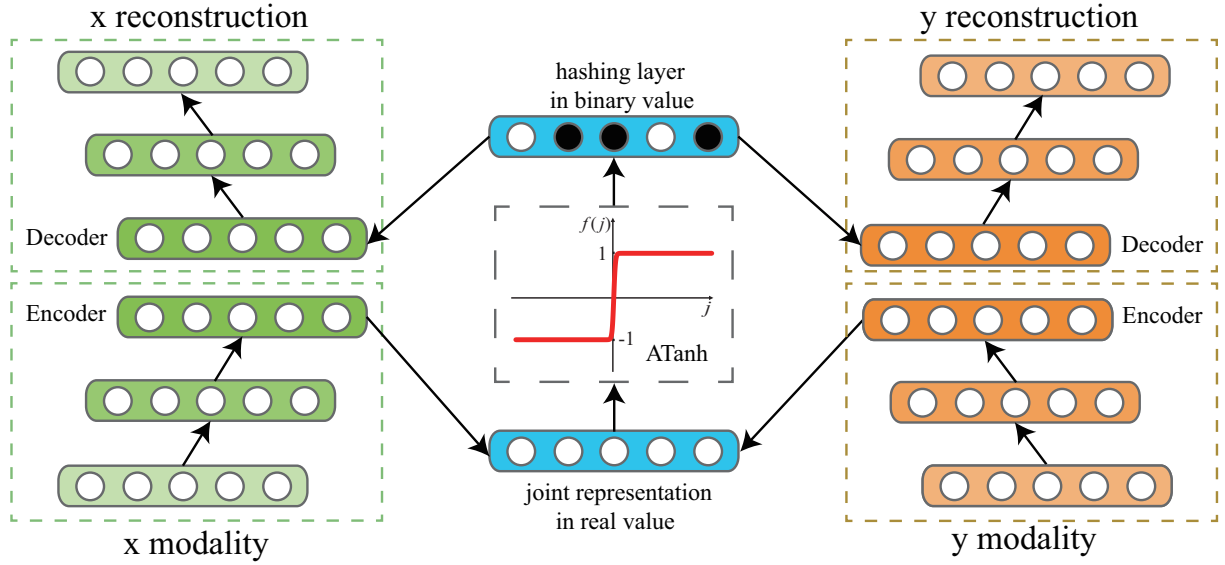 x reconstruction
y reconstruction
hashing layer
in binary value
Decoder
Decoder
f(j)
1
j
-1
ATanh
Encoder
Encoder
joint representation
in real value
x modality
y modality